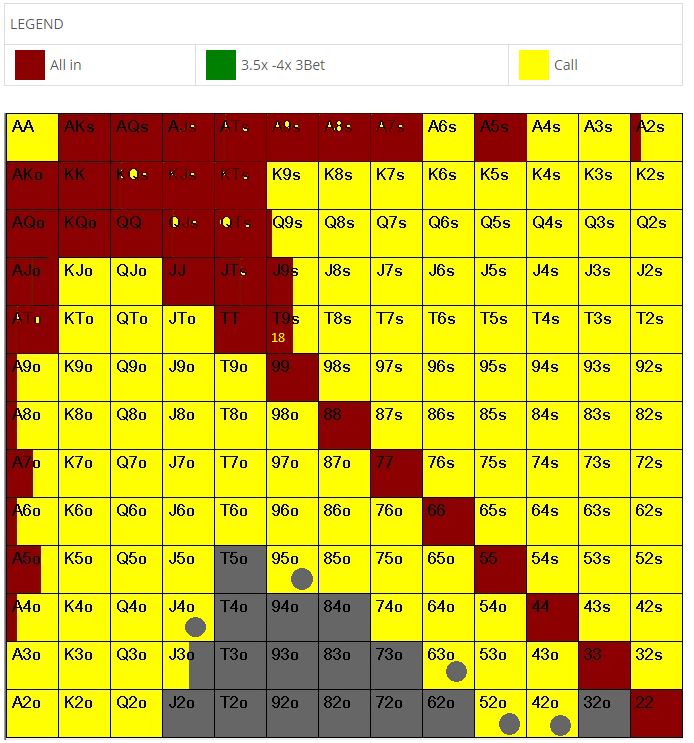 LEGEND
All in 3.5x -4x 3Bet Call
AA AKs AQs AJs ATs A9s A8s A7s A6s A5s A4s A3s A2s
AKo KK KQs KJs KTs K9s K8s K7s K6s K5s K4s K3s K2s
AQo KQo QQ QJs QTs Q9s Q8s Q7s Q6s Q5s Q4s Q3s Q2s
AJo KJo QJo JJ JTs J9s J8s J7s J6s J5s J4s J3s J2s
ATo KTo QTo JTo TT T9s T8s T7s T6s T5s T4s T3s T2s
18
A9o K9o Q9o J9o T9o 99 98s 97s 96s 95s 94s 93s 92s
A8o K8o Q8o J8o T8o 98o 88 87s 86s 85s 84s 83s 82s
A7o K7o Q7o J7o T7o 97o 87o 77 76s 75s 74s 73s 72s
A6o K6o Q6o J6o T6o 96o 86o 76o 66 65s 64s 63s 62s
A5o K5o Q5o J5o T5o 95o 85o 75o 65o 55 54s 53s 52s
A4o K4o Q4o J4o T4o 94o 84o 74o 64o 54o 44 43s 42s
A3o K3o Q3o J3o T3o 93o 83o 73o 63o 53o 43o 33 32s
A2o K2o Q2o J2o T2o 92o 82o 72o 62o 52o 42o 32o 22